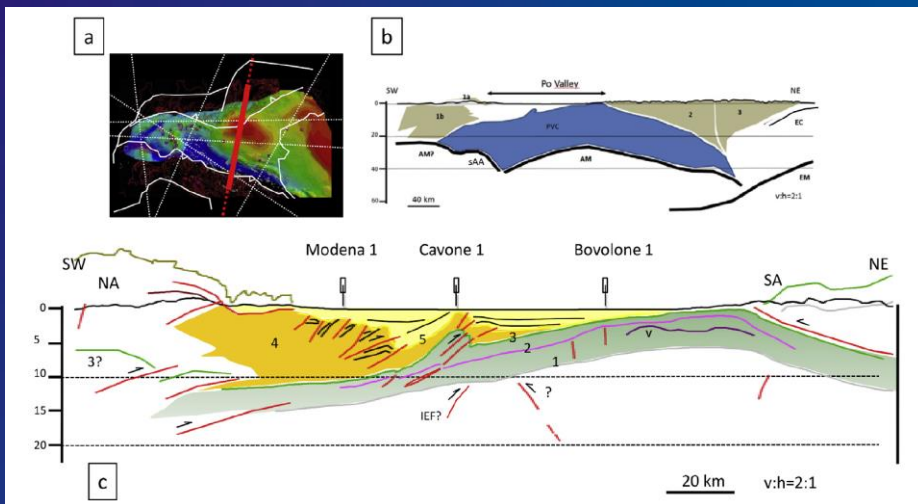 a
b
SW
Po Valley
NE
0
1a
1b
PVC
2
3
EC
20
AM?
sAA
AM
40
EM
60
40 km
v:h=2:1
Modena 1
Cavone 1
Bovolone 1
SW
NE
NA
SA
0
4
5
3
5
2
v
1
3?
10
?
15
IEF?
20
c
20 km
v:h=2:1